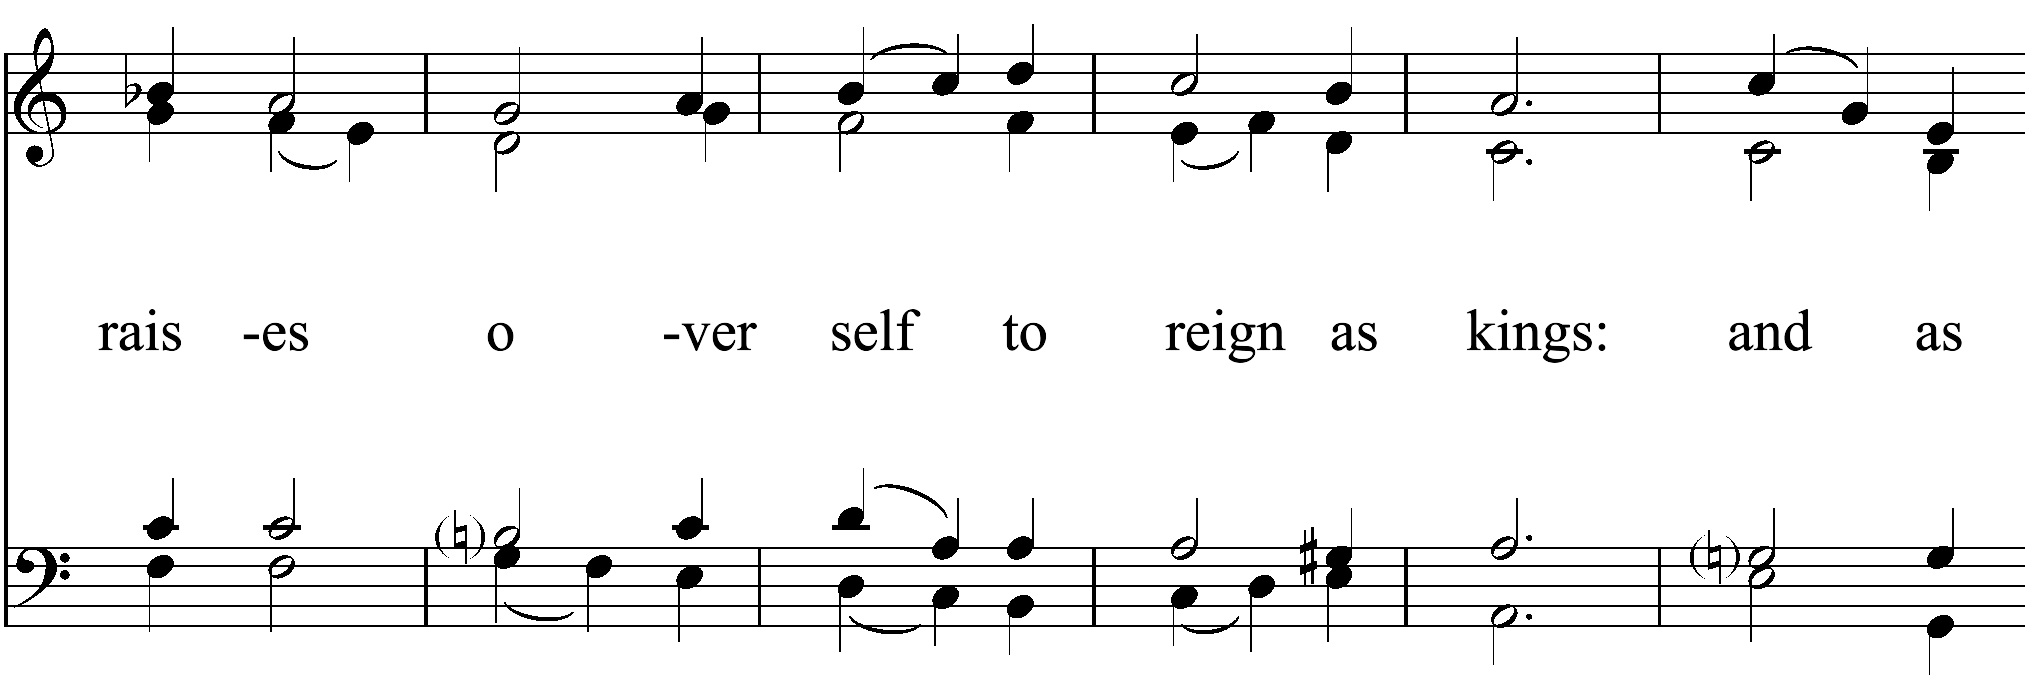 rais -es o -ver self to reign as kings: and as